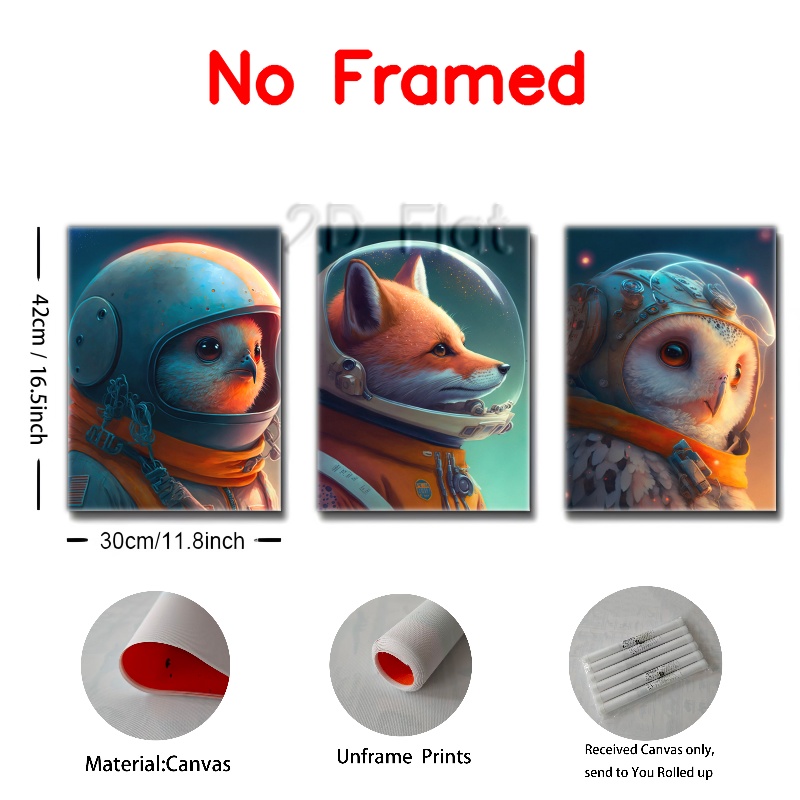 No Framed
2D Flat
42cm / 16.5inch
30cm/11.8inch
Material:Canvas
Unframe Prints
Received Canvas only,
send to You Rolled up